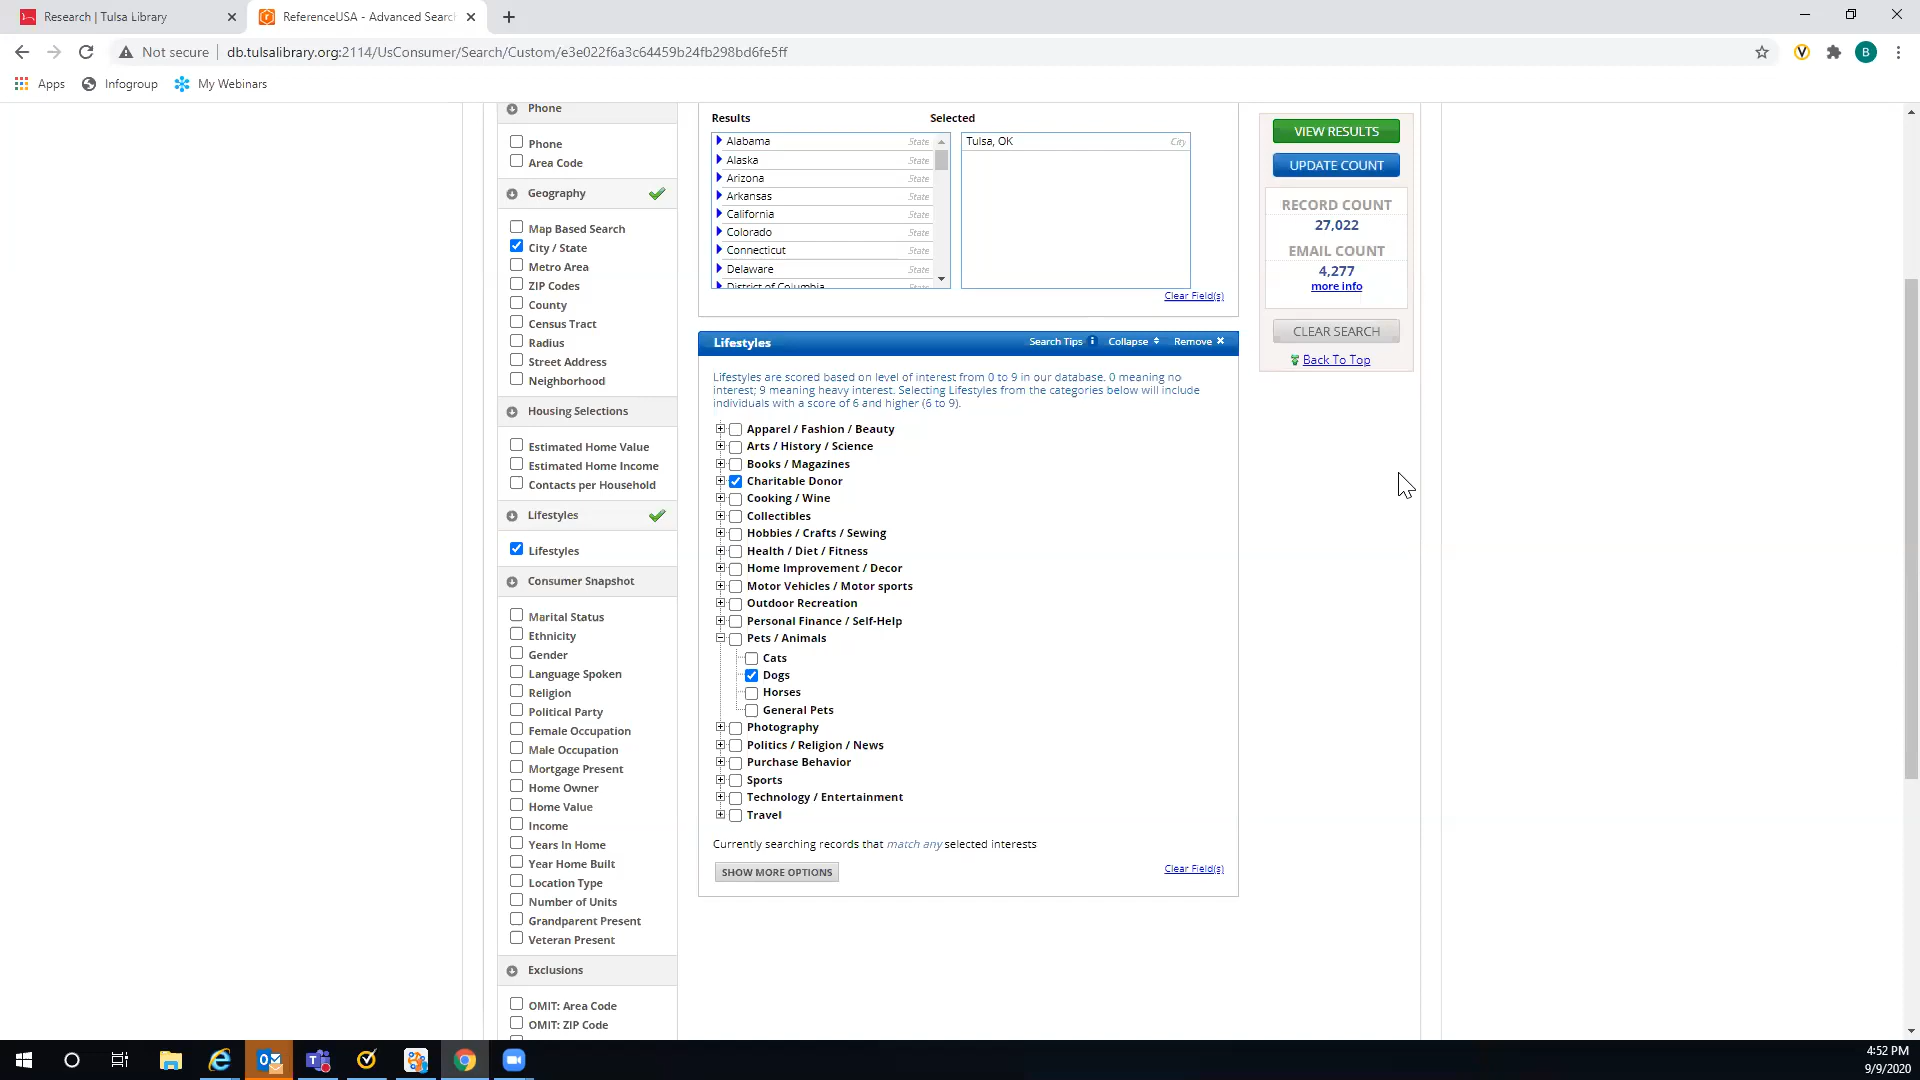 Research | Tulsa Library
ReferenceUSA - Advanced Searc
Not secure
db.tulsalibrary.org:2114/UsConsumer/Search/Custom/e3e022f6a3c64459b24fb298bd6fe5ff
B
Apps
Infogroup
My Webinars
Phone
Phone
Area Code
Geography
Map Based Search
City / State
Metro Area
ZIP Codes
County
Census Tract
Radius
Street Address
Neighborhood
Housing Selections
Estimated Home Value
Estimated Home Income
Contacts per Household
Lifestyles
Lifestyles
Consumer Snapshot
Marital Status
Ethnicity
Gender
Language Spoken
Religion
Political Party
Female Occupation
Male Occupation
Mortgage Present
Home Owner
Home Value
Income
Years In Home
Year Home Built
Location Type
Number of Units
Grandparent Present
Veteran Present
Exclusions
OMIT: Area Code
OMIT: ZIP Code
Results
Selected
Alabama State
Alaska State
Arizona State
Arkansas State
California State
Colorado State
Connecticut State
Delaware State
District of Columbia State
Tulsa, OK City
Clear Field(s)
Lifestyles
Search Tips
Collapse
Remove
Lifestyles are scored based on level of interest from 0 to 9 in our database. 0 meaning no
interest; 9 meaning heavy interest. Selecting Lifestyles from the categories below will include
individuals with a score of 6 and higher (6 to 9).
Apparel / Fashion / Beauty
Arts / History / Science
Books / Magazines
Charitable Donor
Cooking / Wine
Collectibles
Hobbies / Crafts / Sewing
Health / Diet / Fitness
Home Improvement / Decor
Motor Vehicles / Motor sports
Outdoor Recreation
Personal Finance / Self-Help
Pets / Animals
Cats
Dogs
Horses
General Pets
Photography
Politics / Religion / News
Purchase Behavior
Sports
Technology / Entertainment
Travel
Currently searching records that match any selected interests
SHOW MORE OPTIONS
Clear Field(s)
VIEW RESULTS
UPDATE COUNT
RECORD COUNT
27,022
EMAIL COUNT
4,277
more info
CLEAR SEARCH
Back To Top
4:52 PM
9/9/2020